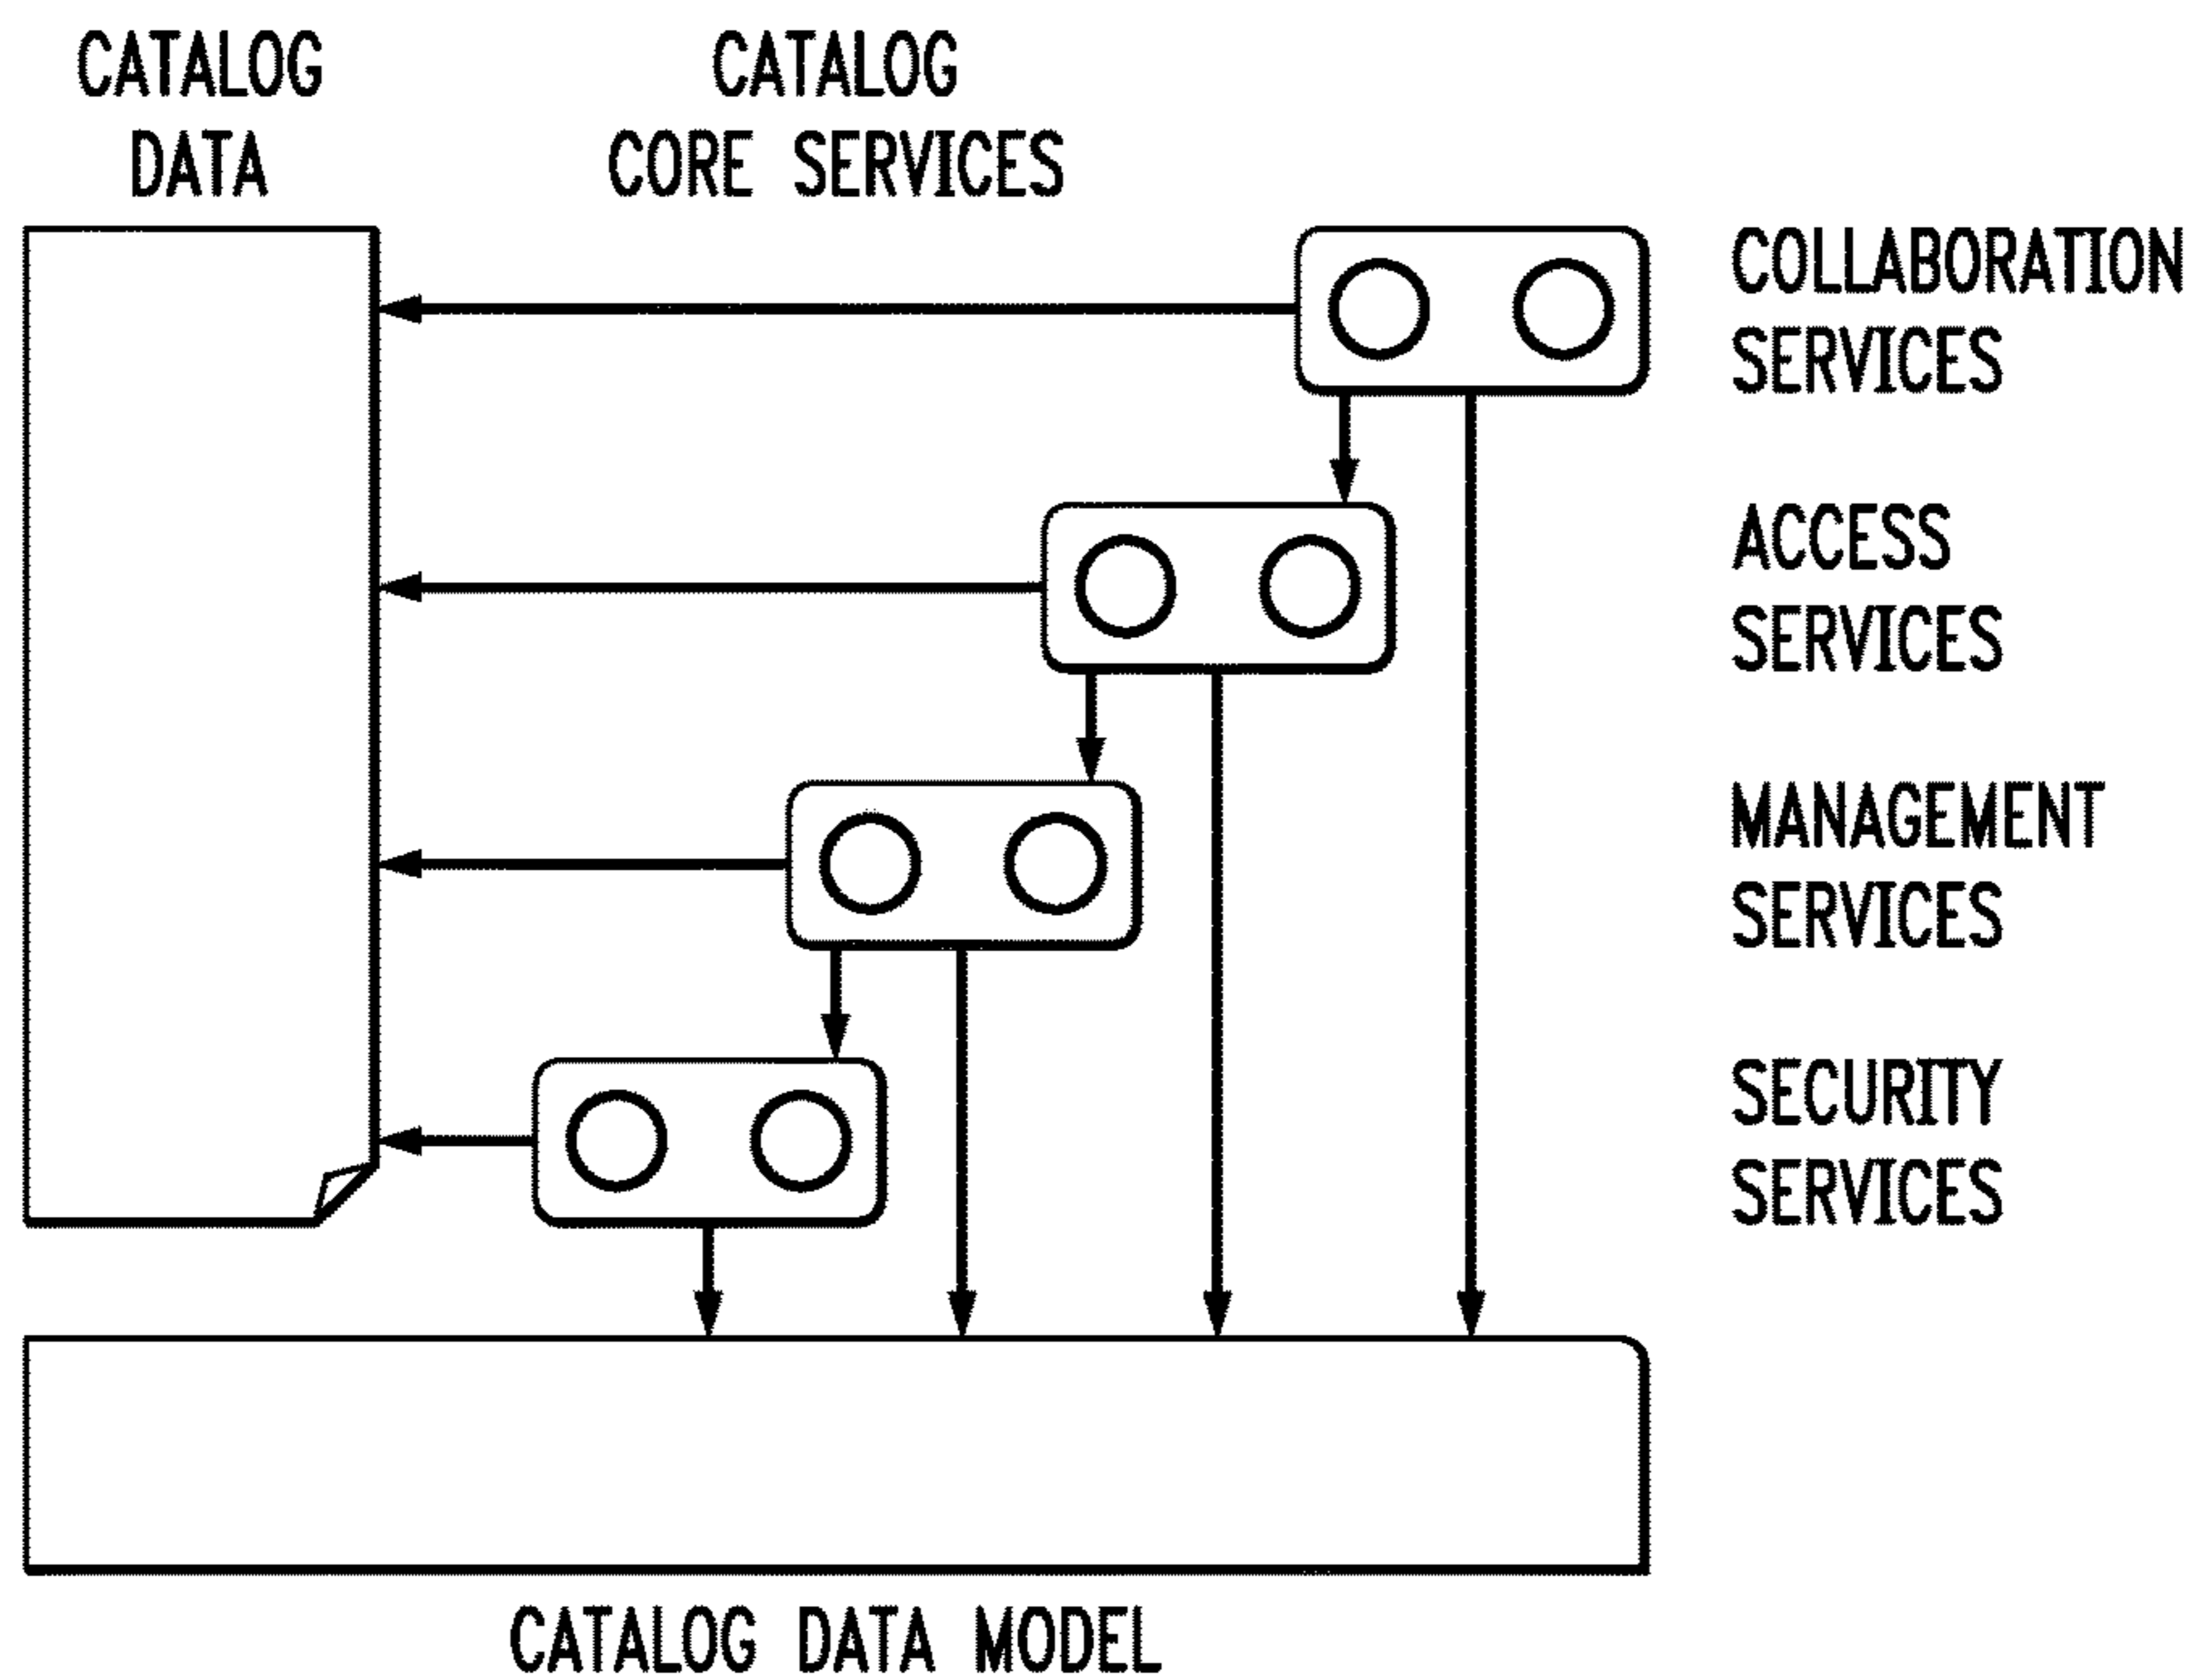 CATALOG
DATA
CATALOG
CORE SERVICES
COLLABORATION
SERVICES
ACCESS
SERVICES
MANAGEMENT
SERVICES
SECURITY
SERVICES
CATALOG DATA MODEL